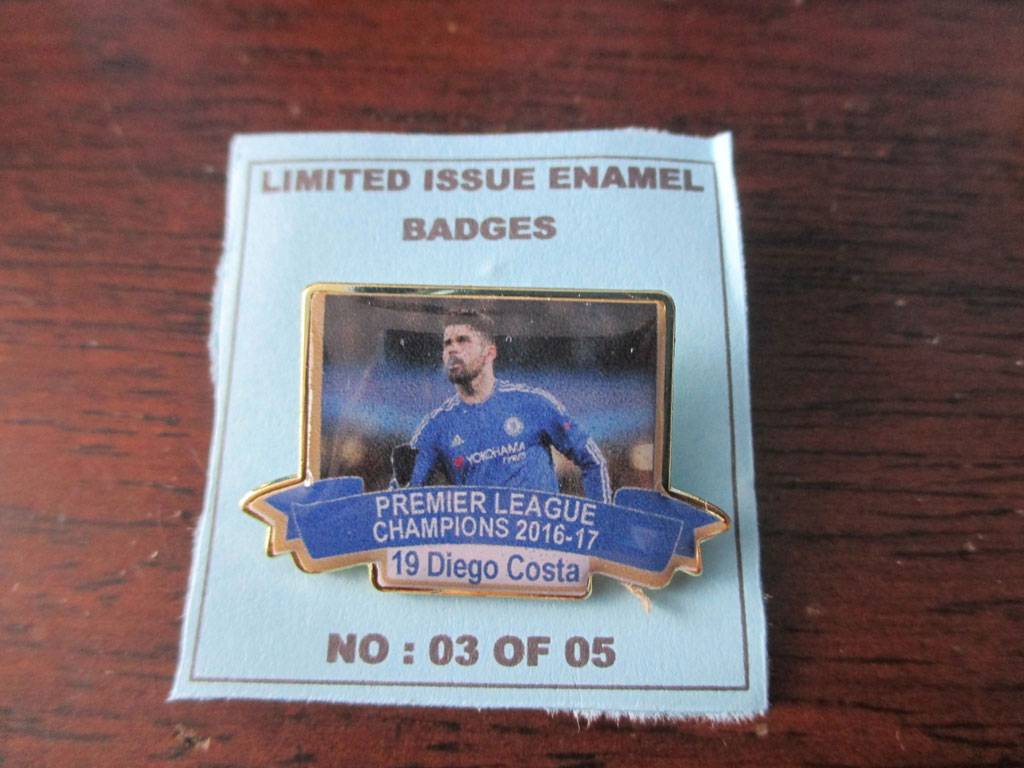 LIMITED ISSUE ENAMEL
BADGES
YOKOHAMA
TYRES
PREMIER LEAGUE
CHAMPIONS 2016-17
19 Diego Costa
NO : 03 OF 05